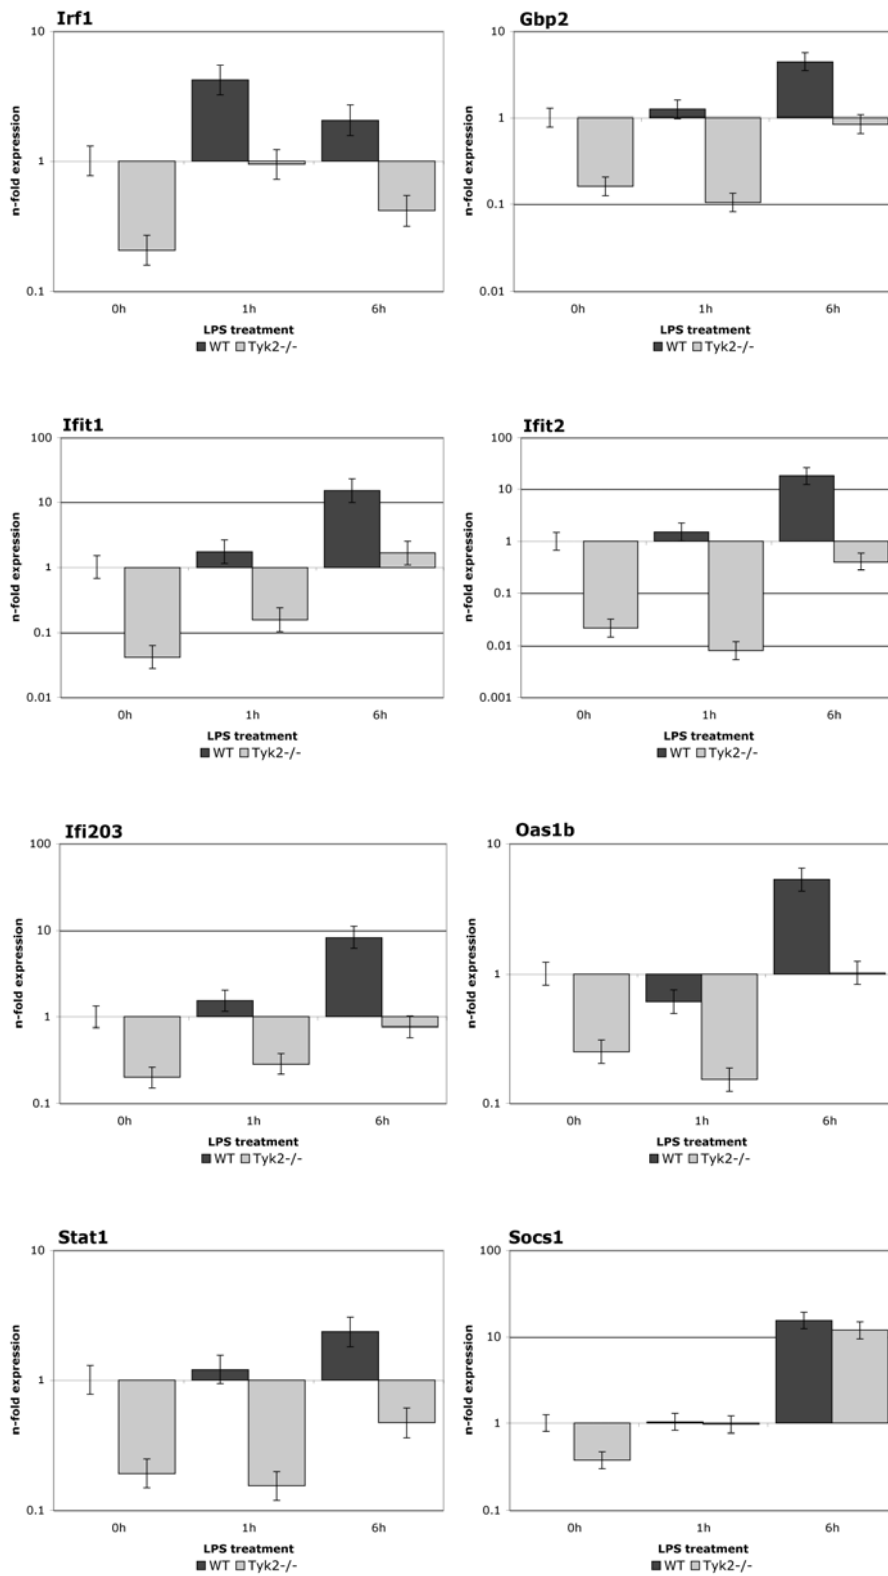 Irf1
10
1
0.1
n-fold expression
0h 1h 6h
LPS treatment
WT Tyk2-/-
Gbp2
10
1
0.1
0.01
n-fold expression
0h 1h 6h
LPS treatment
WT Tyk2-/-
Ifit1
100
10
1
0.1
0.01
n-fold expression
0h 1h 6h
LPS treatment
WT Tyk2-/-
Ifit2
100
10
1
0.1
0.01
0.001
n-fold expression
0h 1h 6h
LPS treatment
WT Tyk2-/-
Ifi203
100
10
1
0.1
n-fold expression
0h 1h 6h
LPS treatment
WT Tyk2-/-
Oas1b
10
1
0.1
n-fold expression
0h 1h 6h
LPS treatment
WT Tyk2-/-
Stat1
10
1
0.1
n-fold expression
0h 1h 6h
LPS treatment
WT Tyk2-/-
Socs1
100
10
1
0.1
n-fold expression
0h 1h 6h
LPS treatment
WT Tyk2-/-